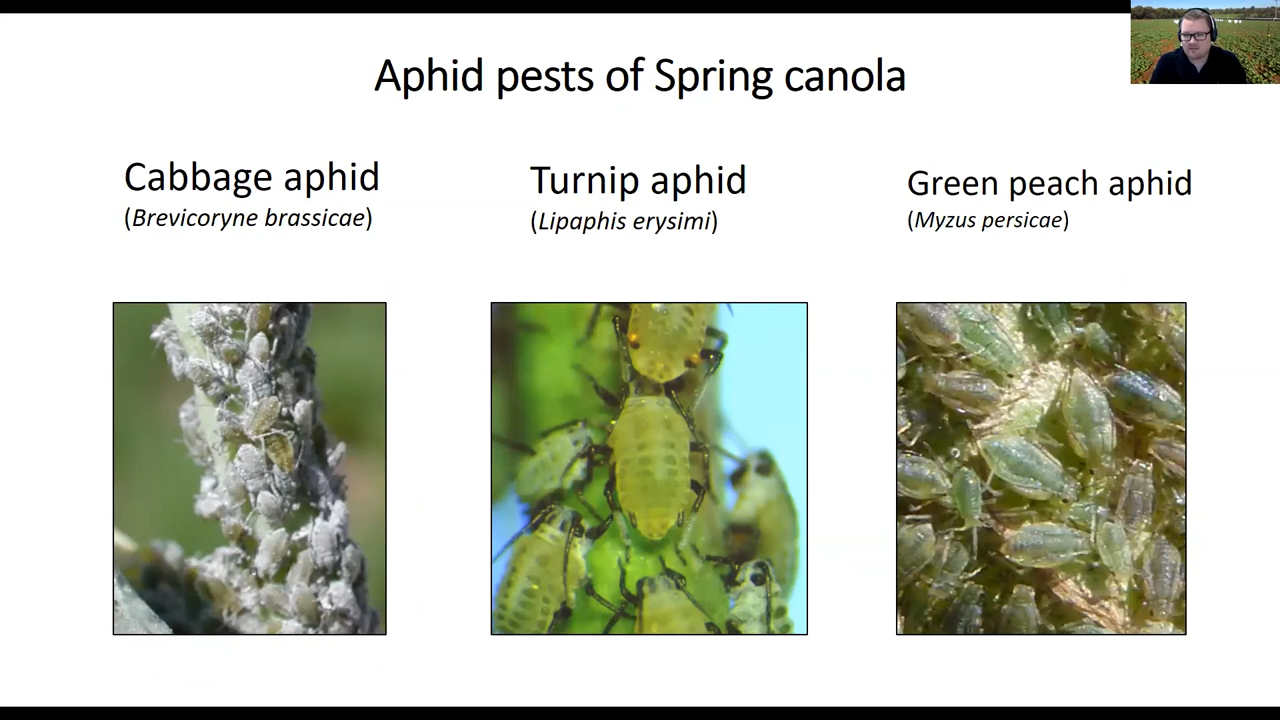 Aphid pests of Spring canola
Cabbage aphid
(Brevicoryne brassicae)
Turnip aphid
(Lipaphis erysimi)
Green peach aphid
(Myzus persicae)